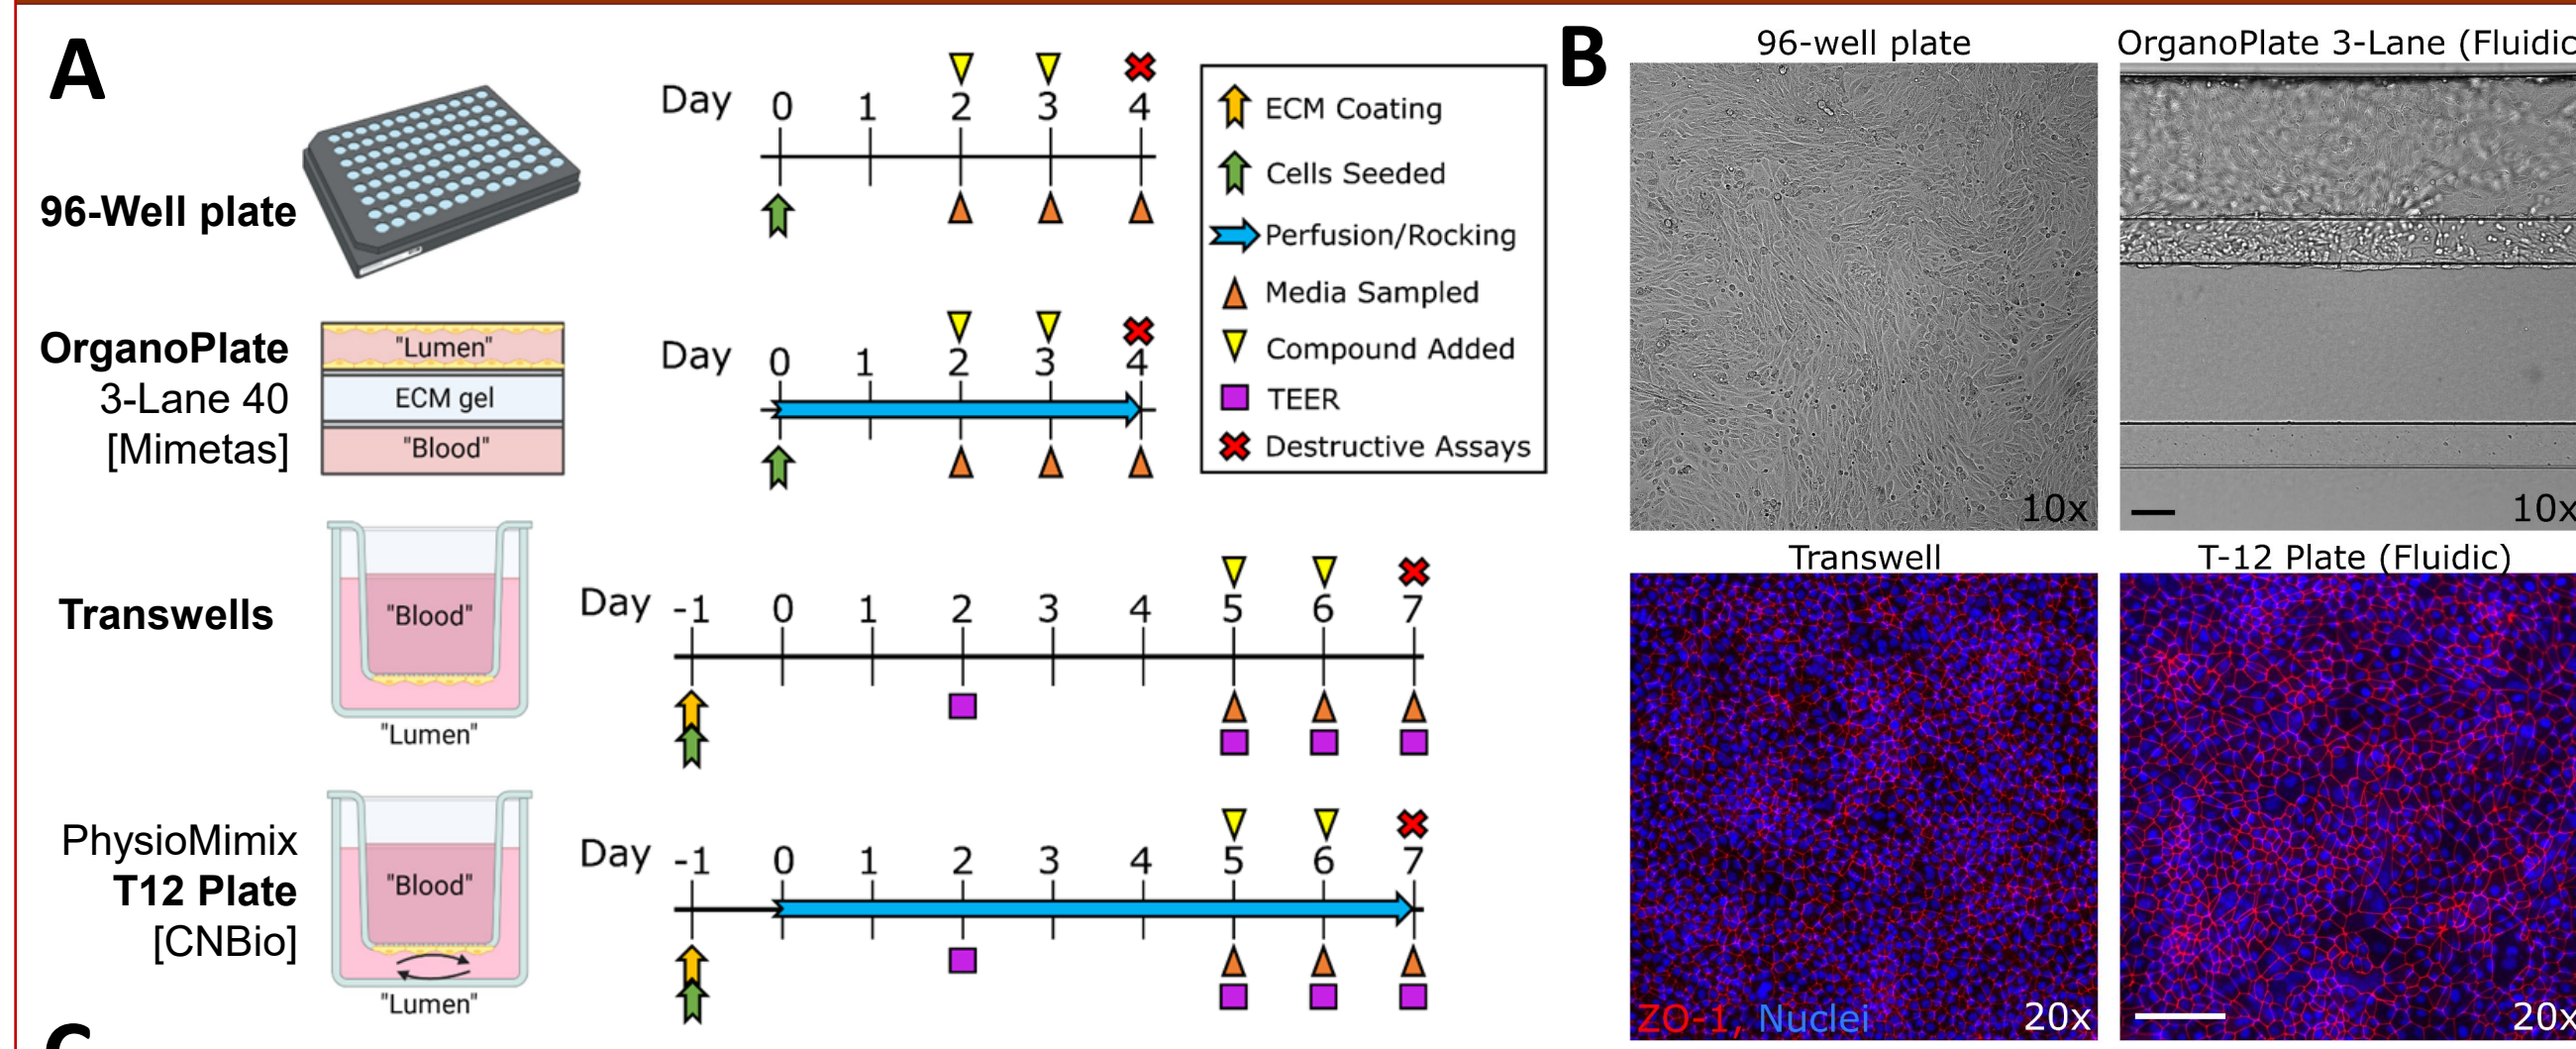 A
96-Well plate
Day 0 1 2 3 4
OrganoPlate
3-Lane 40
[Mimetas]
"Lumen"
ECM gel
"Blood"
Day 0 1 2 3 4
ECM Coating
Cells Seeded
Perfusion/Rocking
Media Sampled
Compound Added
TEER
Destructive Assays
Transwells
"Blood"
"Lumen"
Day -1 0 1 2 3 4 5 6 7
PhysioMimix
T12 Plate
[CNBio]
"Blood"
"Lumen"
Day -1 0 1 2 3 4 5 6 7
B
96-well plate
10x
OrganoPlate 3-Lane (Fluidic
10x
Transwell
ZO-1, Nuclei
20x
T-12 Plate (Fluidic)
20x